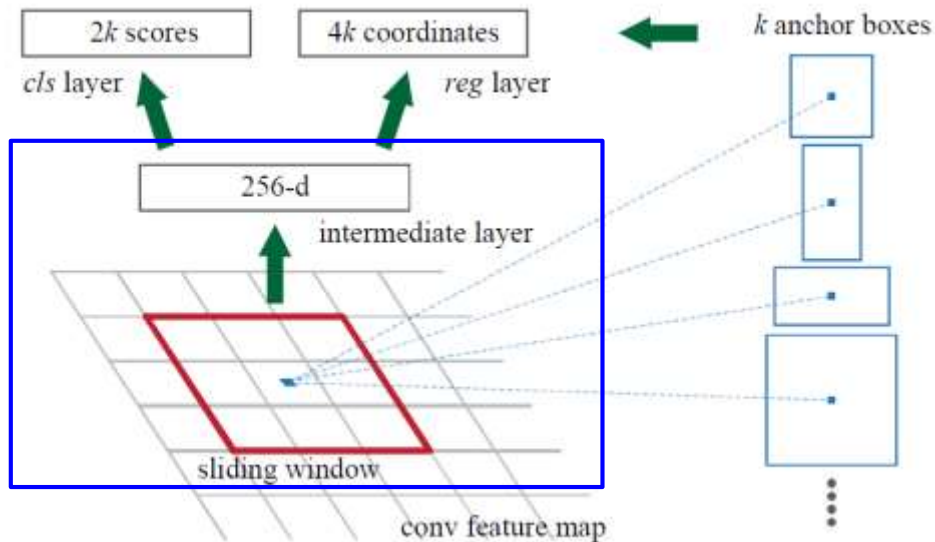 2k scores
4k coordinates
k anchor boxes
cls layer
reg layer
256-d
intermediate layer
sliding window
conv feature map